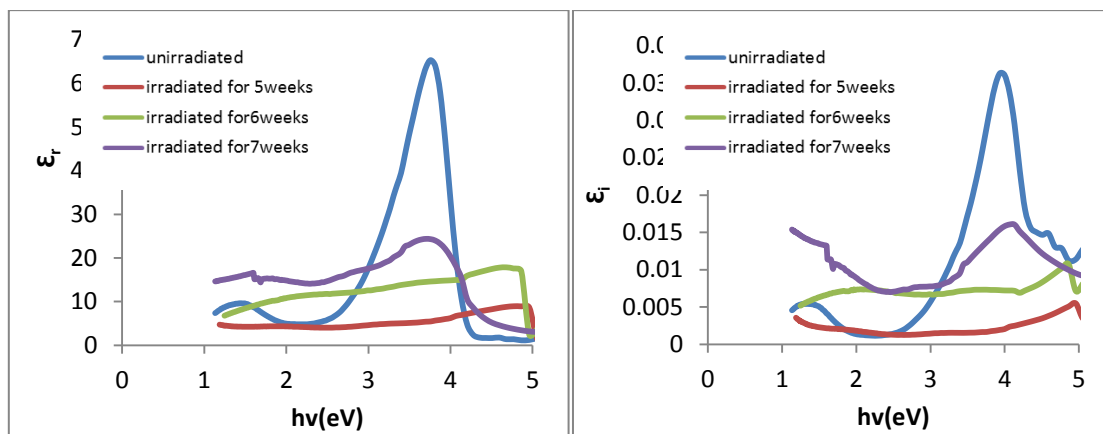 7
unirradiated
6
irradiated for 5weeks
irradiated for6weeks
5
irradiated for7weeks
εr
4
30
20
10
0
0 1 2 3 4 5
hν(eV)
0.0
unirradiated
0.03
irradiated for 5weeks
0.0
irradiated for6weeks
0.02
irradiated for7weeks
εi
0.02
0.015
0.01
0.005
0
0 1 2 3 4 5
hν(eV)